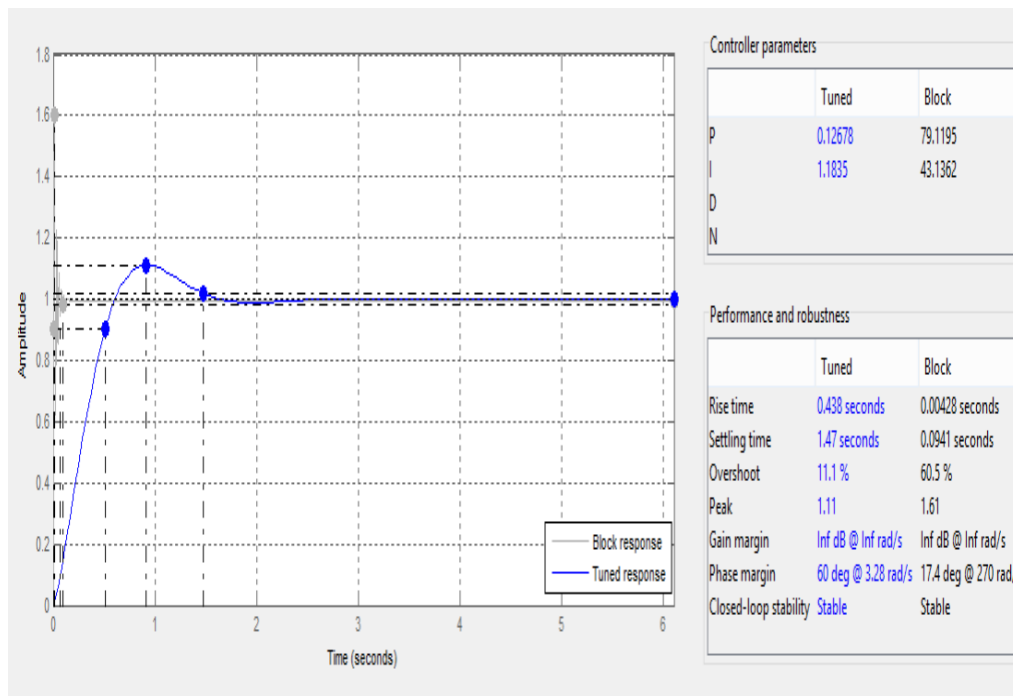 1.8
1.6
1.4
1.2
1
0.8
0.6
0.4
0.2
0
Amplitude
0 1 2 3 4 5 6
Time (seconds)
Block response
Tuned response
Controller parameters
Tuned Block
P 0.12678 79.1195
I 1.1835 43.1362
D
N
Performance and robustness
Tuned Block
Rise time 0.438 seconds 0.00428 seconds
Settling time 1.47 seconds 0.0941 seconds
Overshoot 11.1 % 60.5 %
Peak 1.11 1.61
Gain margin Inf dB @ Inf rad/s Inf dB @ Inf rad/s
Phase margin 60 deg @ 3.28 rad/s 17.4 deg @ 270 rad/
Closed-loop stability Stable Stable